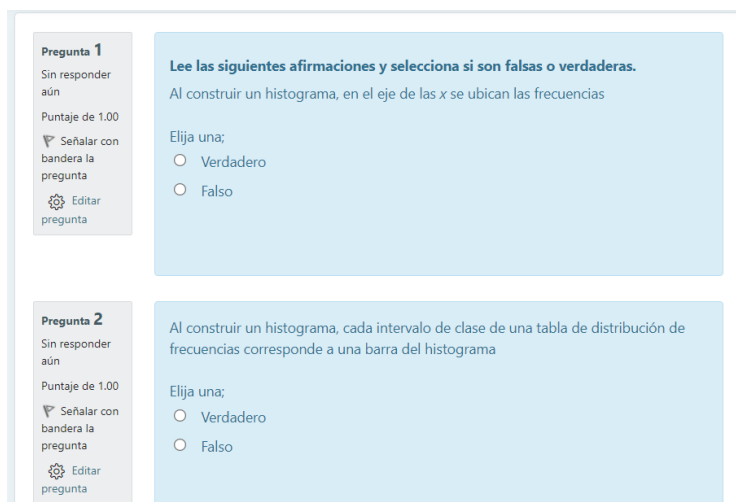 Pregunta 1
Sin responder
aún
Puntaje de 1.00
Señalar con
bandera la
pregunta
Editar
pregunta
Lee las siguientes afirmaciones y selecciona si son falsas o verdaderas.
Al construir un histograma, en el eje de las x se ubican las frecuencias
Elija una;
Verdadero
Falso
Pregunta 2
Sin responder
aún
Puntaje de 1.00
Señalar con
bandera la
pregunta
Editar
pregunta
Al construir un histograma, cada intervalo de clase de una tabla de distribución de
frecuencias corresponde a una barra del histograma
Elija una;
Verdadero
Falso